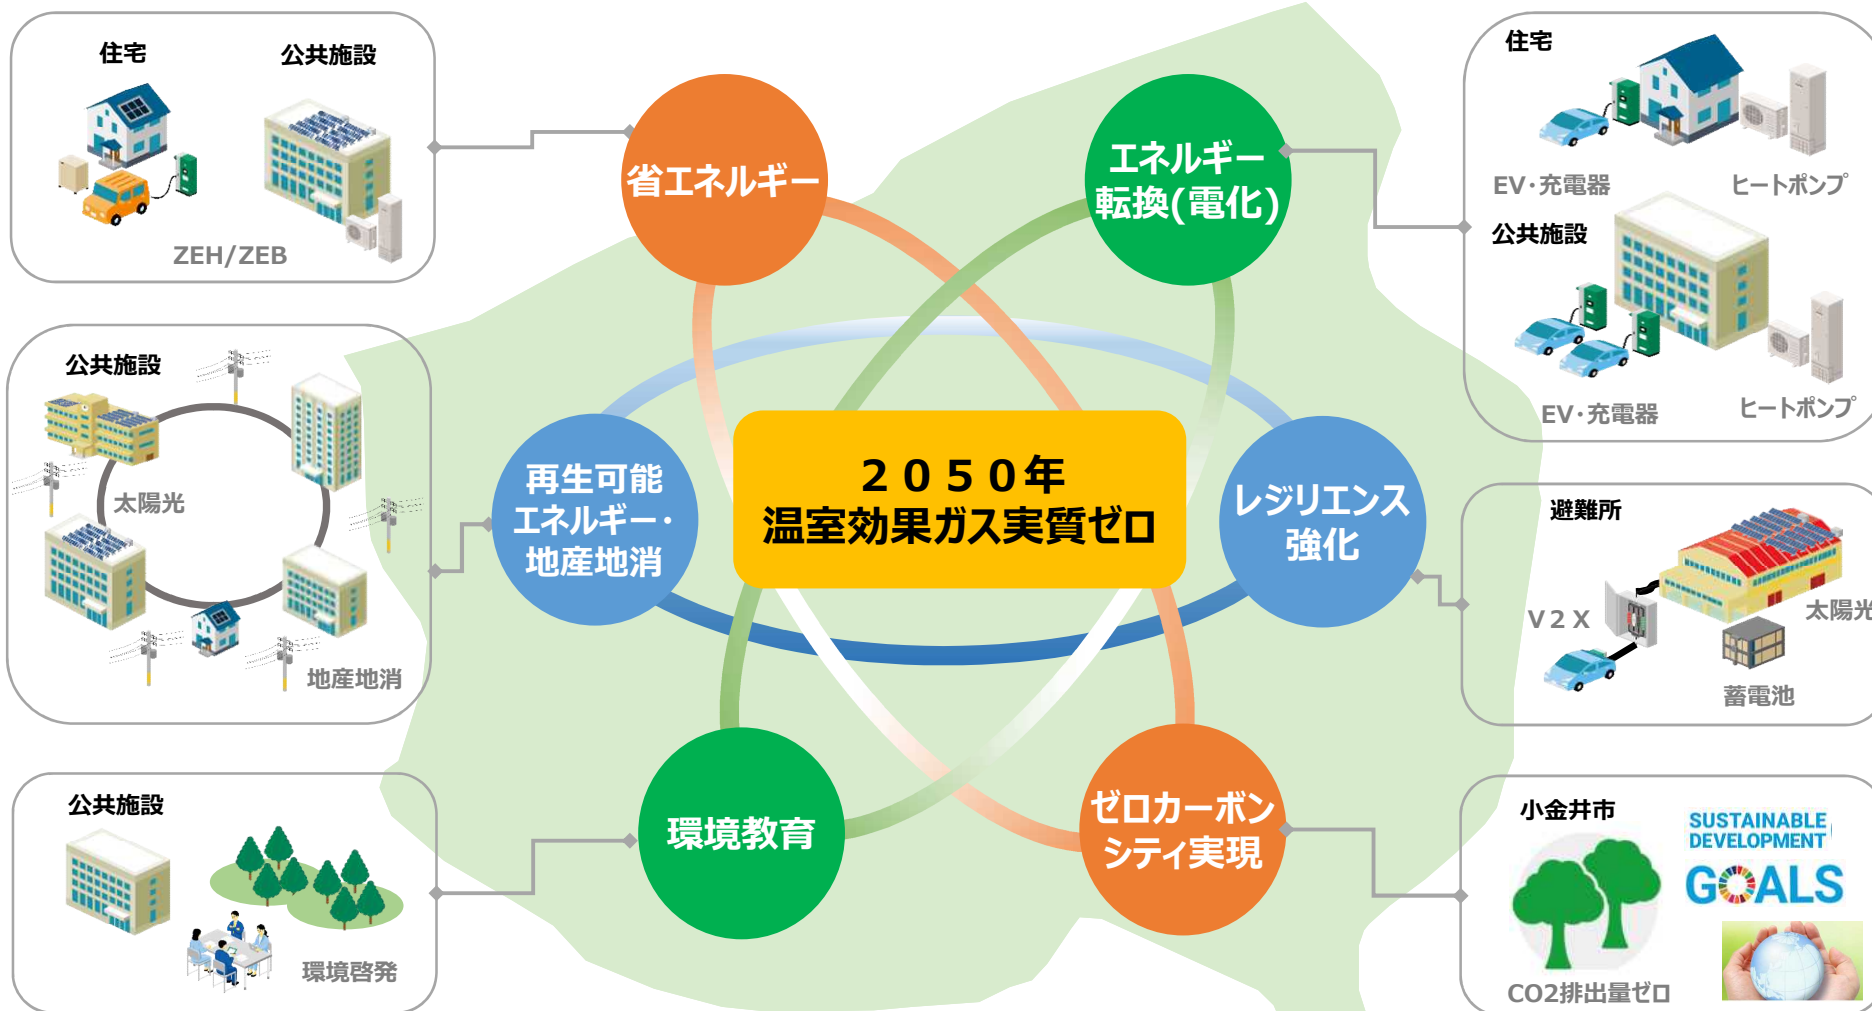 住宅
公共施設
ZEH/ZEB
省エネルギー
エネルギー
転換(電化)
住宅
EV・充電器
ヒートポンプ
公共施設
EV・充電器
ヒートポンプ
公共施設
太陽光
地産地消
再生可能
エネルギー・
地産地消
２０５０年
温室効果ガス実質ゼロ
レジリエンス
強化
避難所
V２X
太陽光
蓄電池
公共施設
環境啓発
環境教育
ゼロカーボン
シティ実現
小金井市
SUSTAINABLE
DEVELOPMENT
GOALS
CO2排出量ゼロ